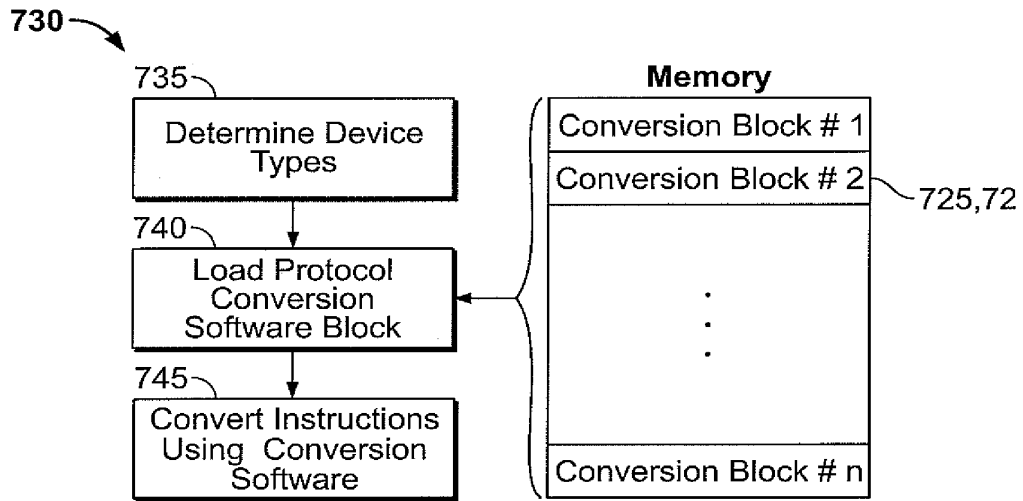 730
735
Determine Device
Types
740
Load Protocol
Conversion
Software Block
745
Convert Instructions
Using Conversion
Software
Memory
Conversion Block # 1
Conversion Block # 2
725,72
Conversion Block # n